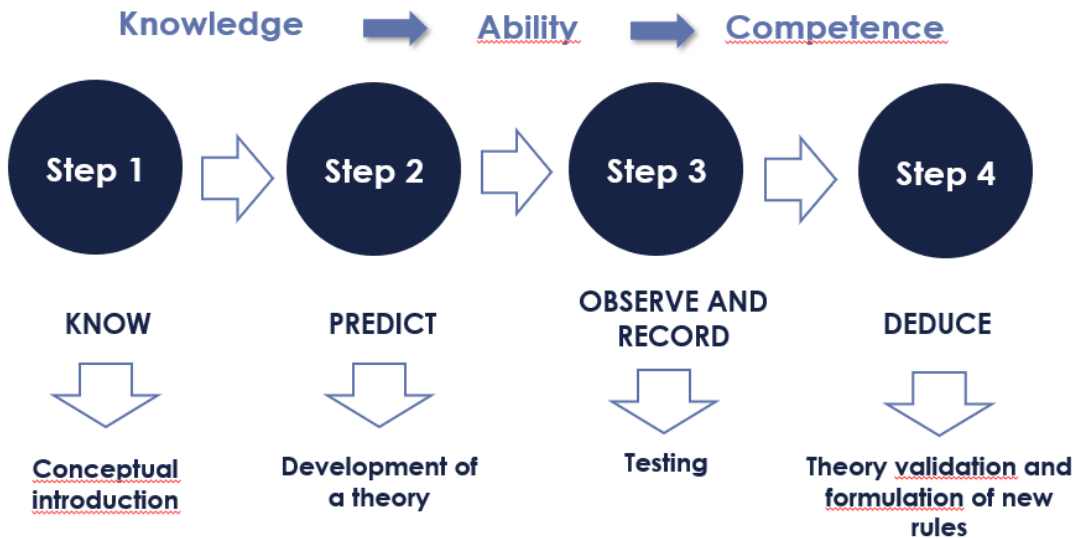 Knowledge Ability Competence
Step 1 Step 2 Step 3 Step 4
KNOW
PREDICT
OBSERVE AND
RECORD
DEDUCE
Conceptual
introduction
Development of
a theory
Testing
Theory validation and
formulation of new
rules